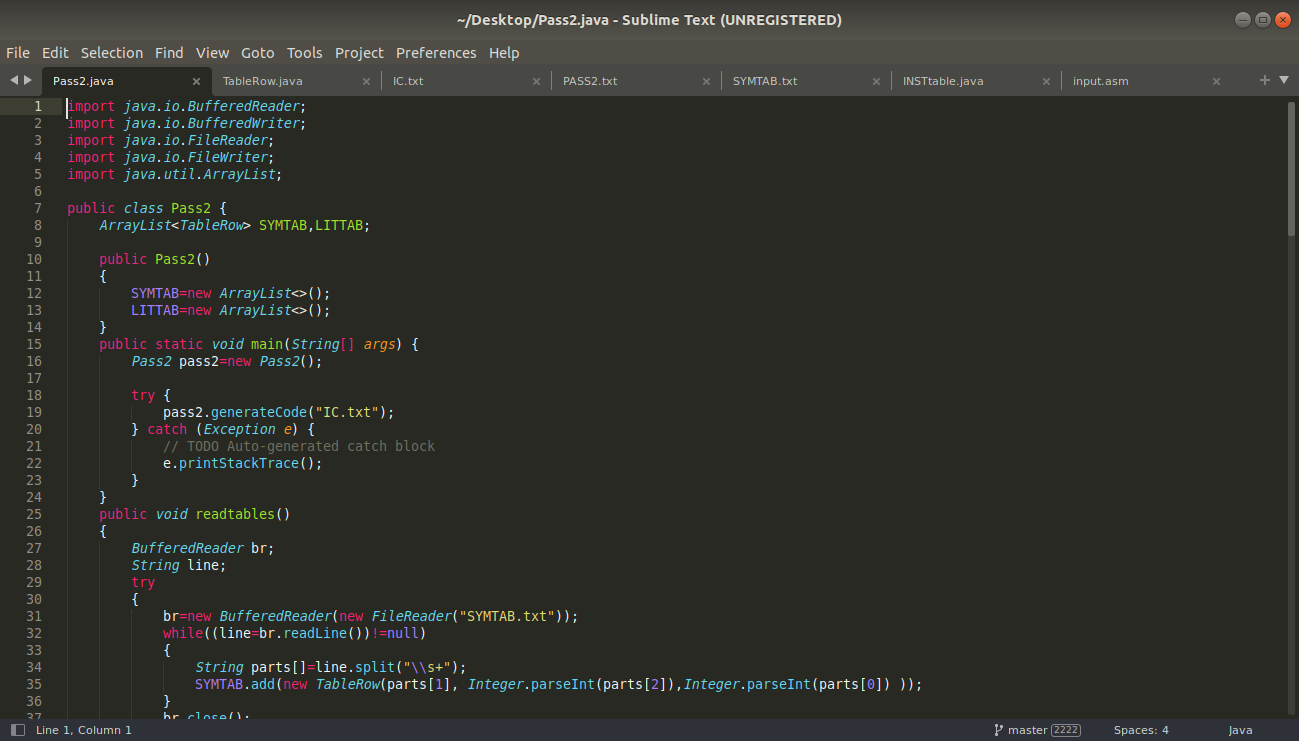 ~/Desktop/Pass2.java - Sublime Text (UNREGISTERED)
File Edit Selection Find View Goto Tools Project Preferences Help
Pass2.java TableRow.java IC.txt PASS2.txt SYMTAB.txt INSTtable.java input.asm
1 import java.io.BufferedReader;
2 import java.io.BufferedWriter;
3 import java.io.FileReader;
4 import java.io.FileWriter;
5 import java.util.ArrayList;
6
7 public class Pass2 {
8 ArrayList<TableRow> SYMTAB,LITTAB;
9
10 public Pass2()
11 {
12 SYMTAB=new ArrayList<>();
13 LITTAB=new ArrayList<>();
14 }
15 public static void main(String[] args) {
16 Pass2 pass2=new Pass2();
17
18 try {
19 pass2.generateCode("IC.txt");
20 } catch (Exception e) {
21 // TODO Auto-generated catch block
22 e.printStackTrace();
23 }
24 }
25 public void readtables()
26 {
27 BufferedReader br;
28 String line;
29 try
30 {
31 br=new BufferedReader(new FileReader("SYMTAB.txt"));
32 while((line=br.readLine())!=null)
33 {
34 String parts[]=line.split("\\s+");
35 SYMTAB.add(new TableRow(parts[1], Integer.parseInt(parts[2]),Integer.parseInt(parts[0]) ));
36 }
37 br.close();
Line 1, Column 1 master 2222 Spaces: 4 Java